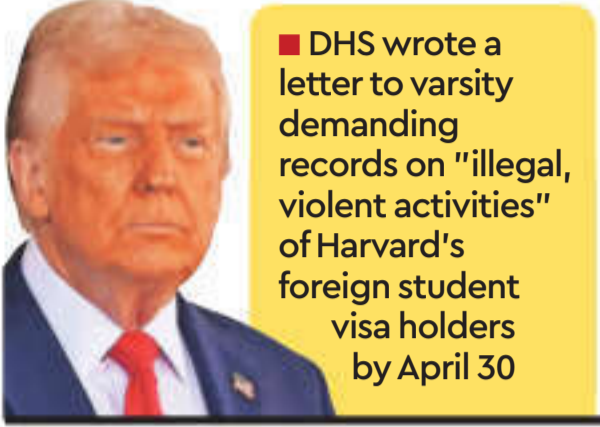 DHS wrote a
letter to varsity
demanding
records on "illegal,
violent activities"
of Harvard's
foreign student
visa holders
by April 30